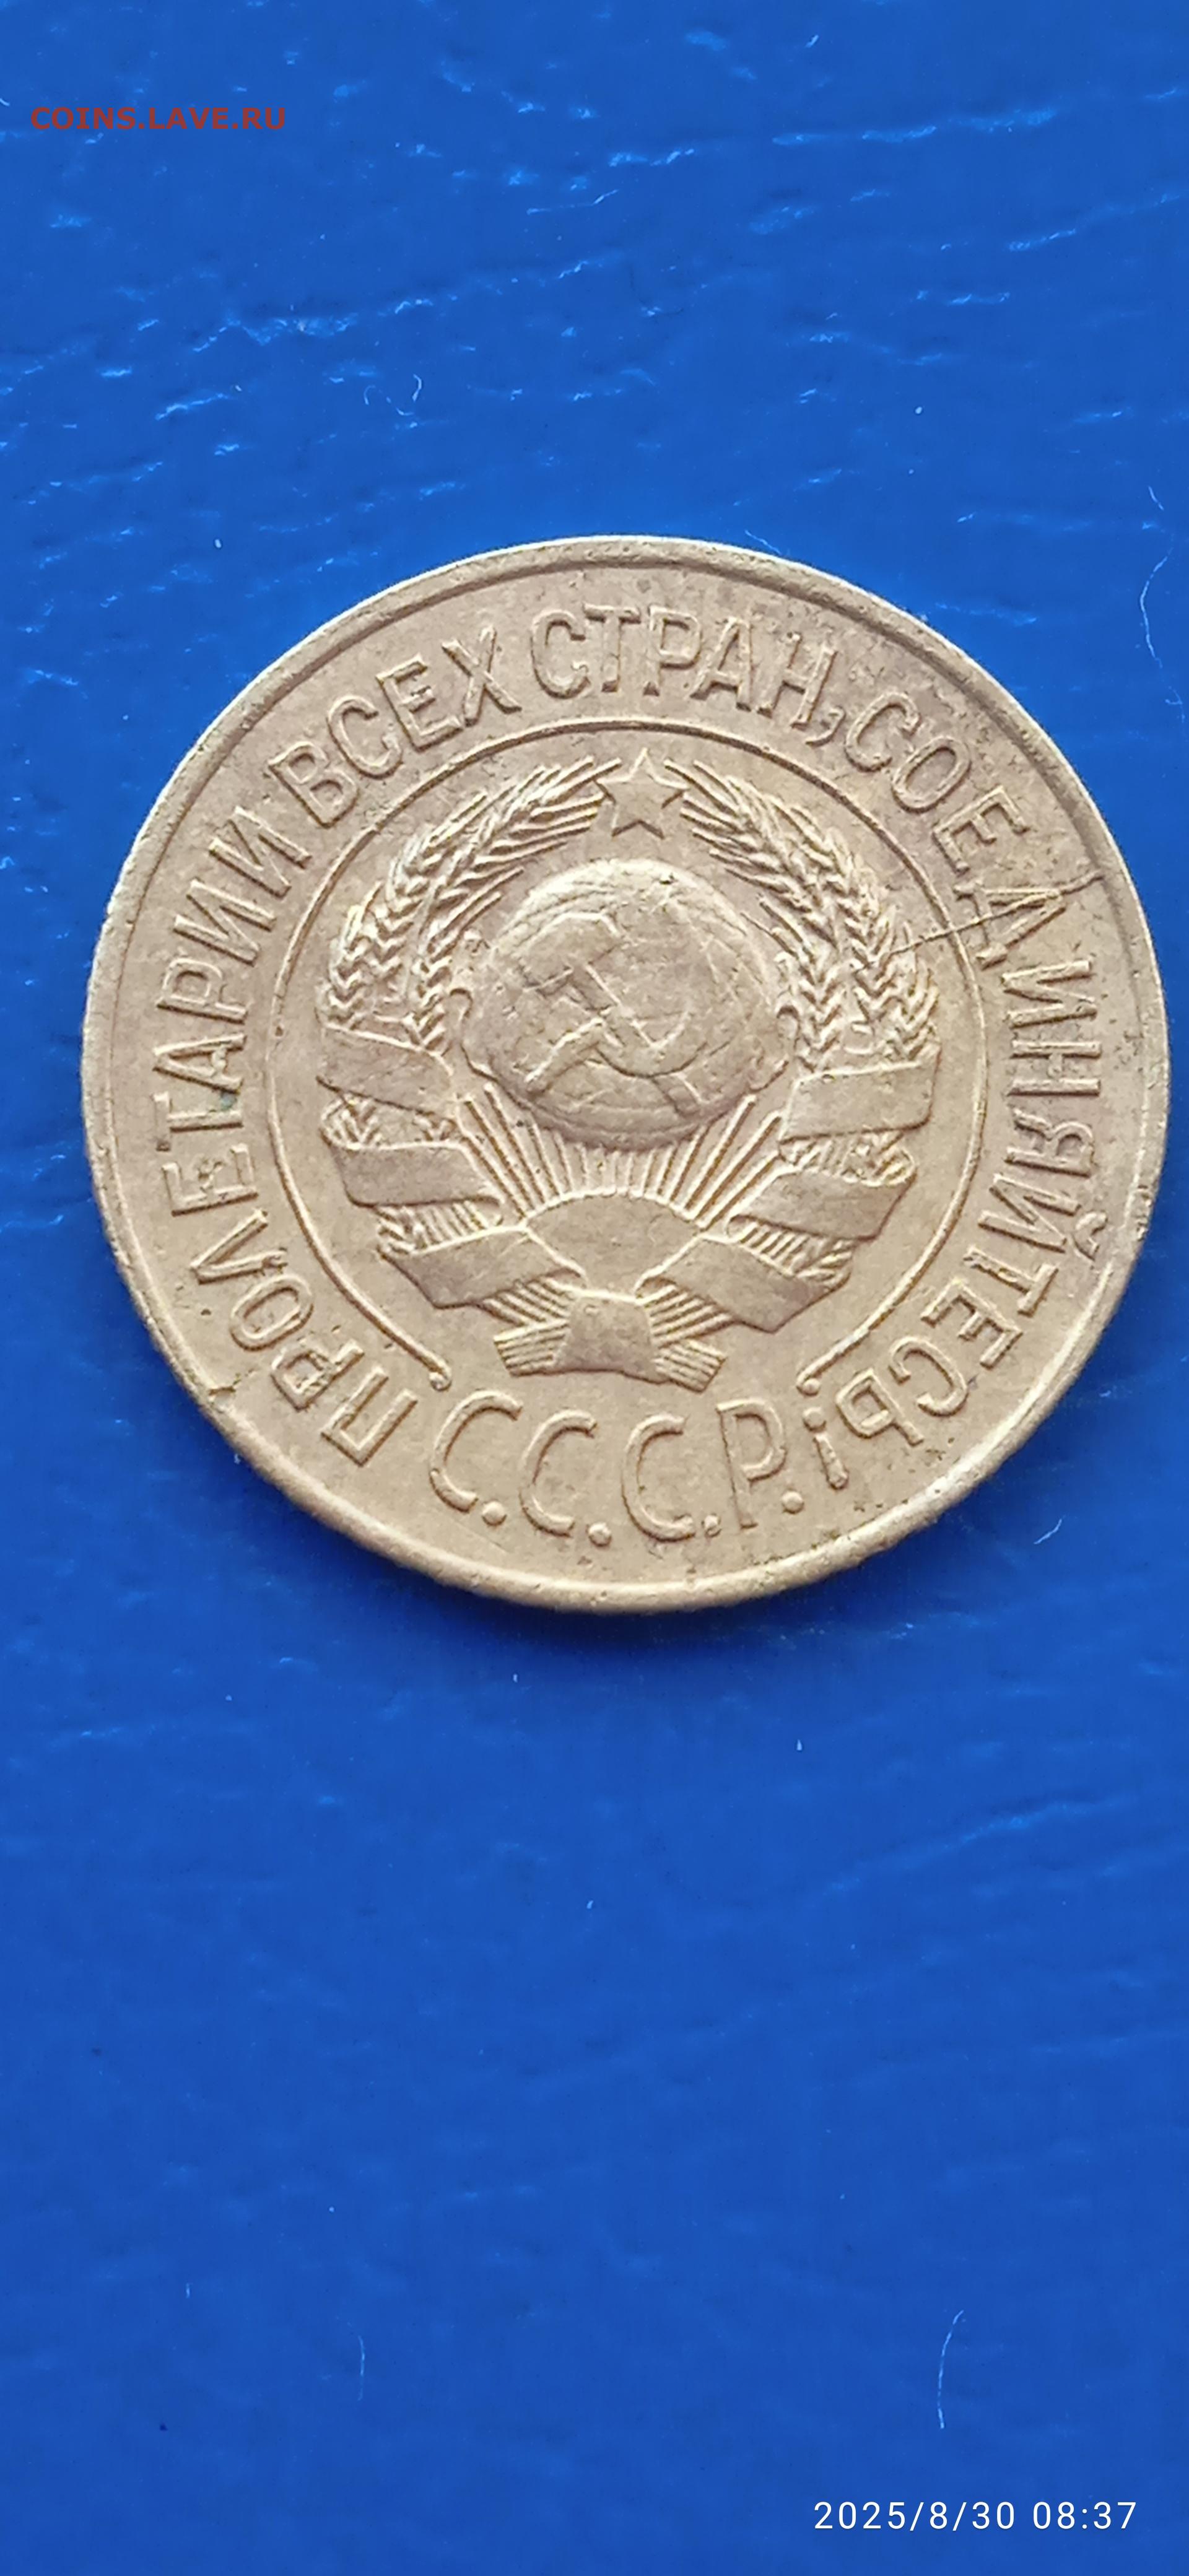 COINS.LAVE.RU
ПРОЛЕТАРИИ ВСЕХ СТРАН, СОЕДИНЯЙТЕСЬ!
С.С.С.Р.
2025/8/30 08:37